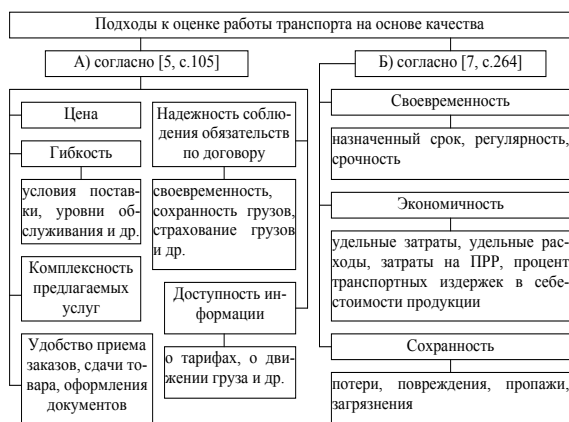 Подходы к оценке работы транспорта на основе качества
А) согласно [5, с.105]
Цена
Гибкость
условия постав-
ки, уровни об-
служивания и др.
Комплексность
предлагаемых
услуг
Удобство приема
заказов, сдачи то-
вара, оформления
документов
Надежность соблю-
дения обязательств
по договору
своевременность,
сохранность грузов,
страхование грузов
и др.
Доступность ин-
формации
о тарифах, о дви-
жении груза и др.
Б) согласно [7, с.264]
Своевременность
назначенный срок, регулярность,
срочность
Экономичность
удельные затраты, удельные рас-
ходы, затраты на ПРР, процент
транспортных издержек в себе-
стоимости продукции
Сохранность
потери, повреждения, пропажи,
загрязнения